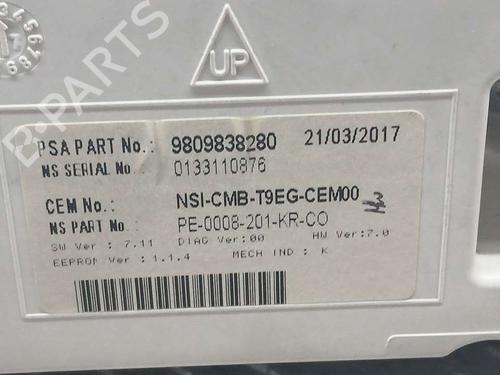 UP
PSA PART No.: 9809838280 21/03/2017
NS SERIAL No.: 0133110876
CEM No.: NSI-CMB-T9EG-CEM00 3
NS PART No.: PE-0008-201-KR-CO
SW Ver : 7.11 DIAG Ver:00 HW Ver:7.0
EEPROM Ver : 1.1.4 MECH IND : K
B-PARTS